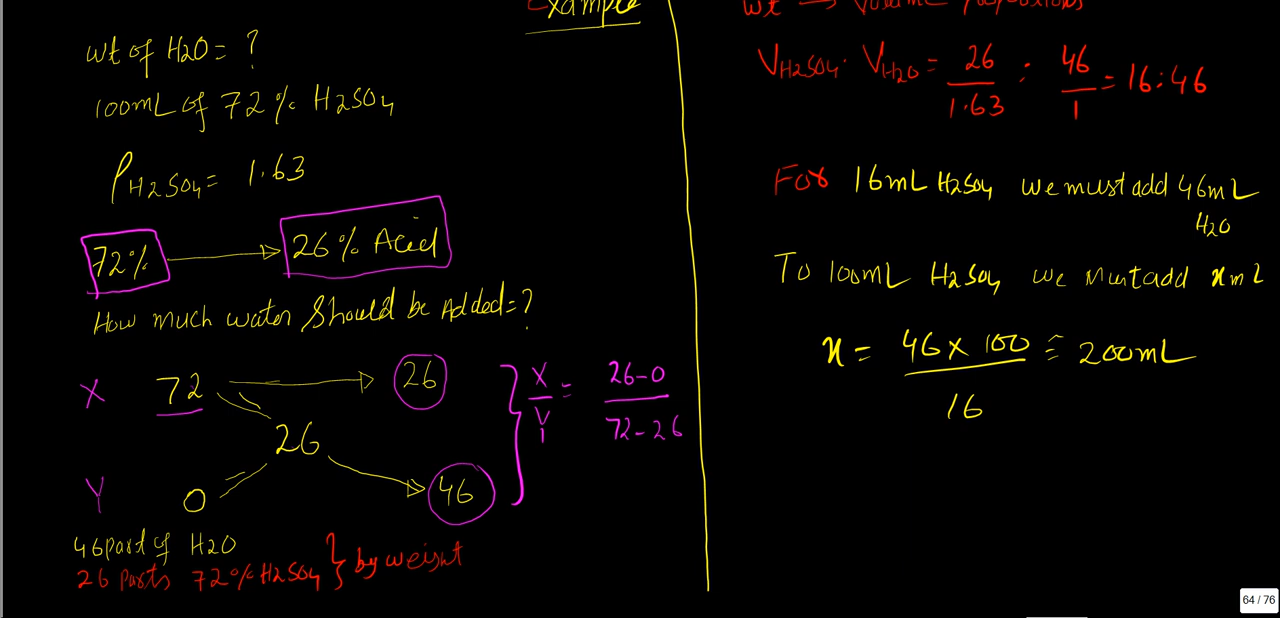 Example
wt of H2O = ?
100mL of 72% H2SO4
ρH2SO4 = 1.63
72% → 26% Acid
How much water Should be Added = ?
X 72 → 26
26
Y 0 46
X/Y = 26-0/72-26
46 part of H2O
26 parts 72% H2SO4 } by weight
wt → Volume
VH2SO4 : VH2O = 26/1.63 : 46/1 = 16:46
For 16mL H2SO4 we must add 46mL
H2O
To 100mL H2SO4 we Must add x mL
x = 46 x 100/16 = 200mL
64 / 76